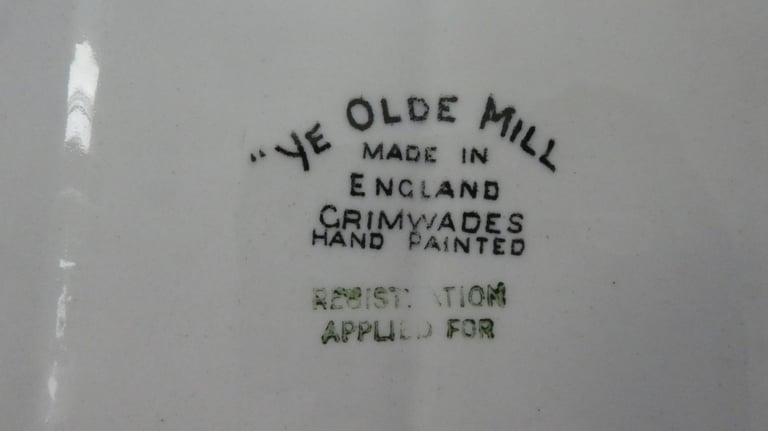 "YE OLDE MILL
MADE IN
ENGLAND
GRIMWADES
HAND PAINTED
REGISTRATION
APPLIED FOR